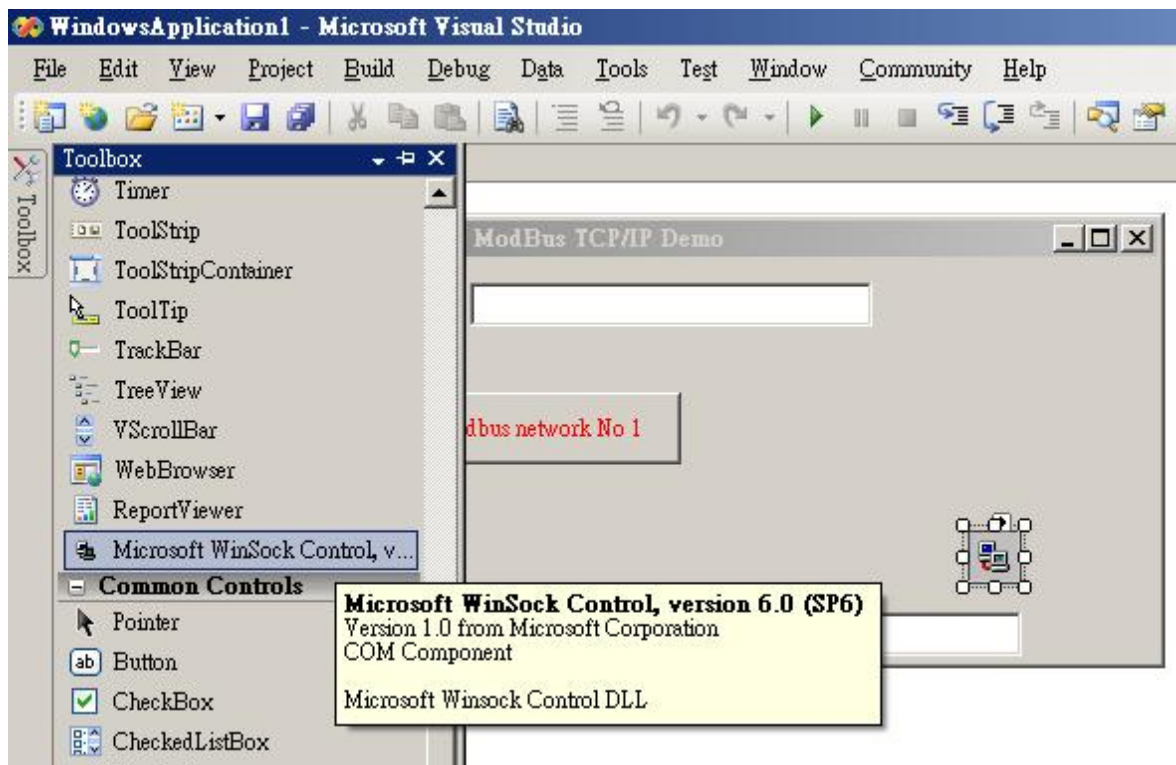 WindowsApplication1 - Microsoft Visual Studio
File Edit View Project Build Debug Data Tools Test Window Community Help
Toolbox
Toolbox
Timer
ToolStrip
ToolStripContainer
ToolTip
TrackBar
TreeView
VScrollBar
WebBrowser
ReportViewer
Microsoft WinSock Control, v...
Common Controls
Pointer
ab Button
CheckBox
CheckedListBox
ModBus TCP/IP Demo
dbus network No 1
Microsoft WinSock Control, version 6.0 (SP6)
Version 1.0 from Microsoft Corporation
COM Component
Microsoft Winsock Control DLL